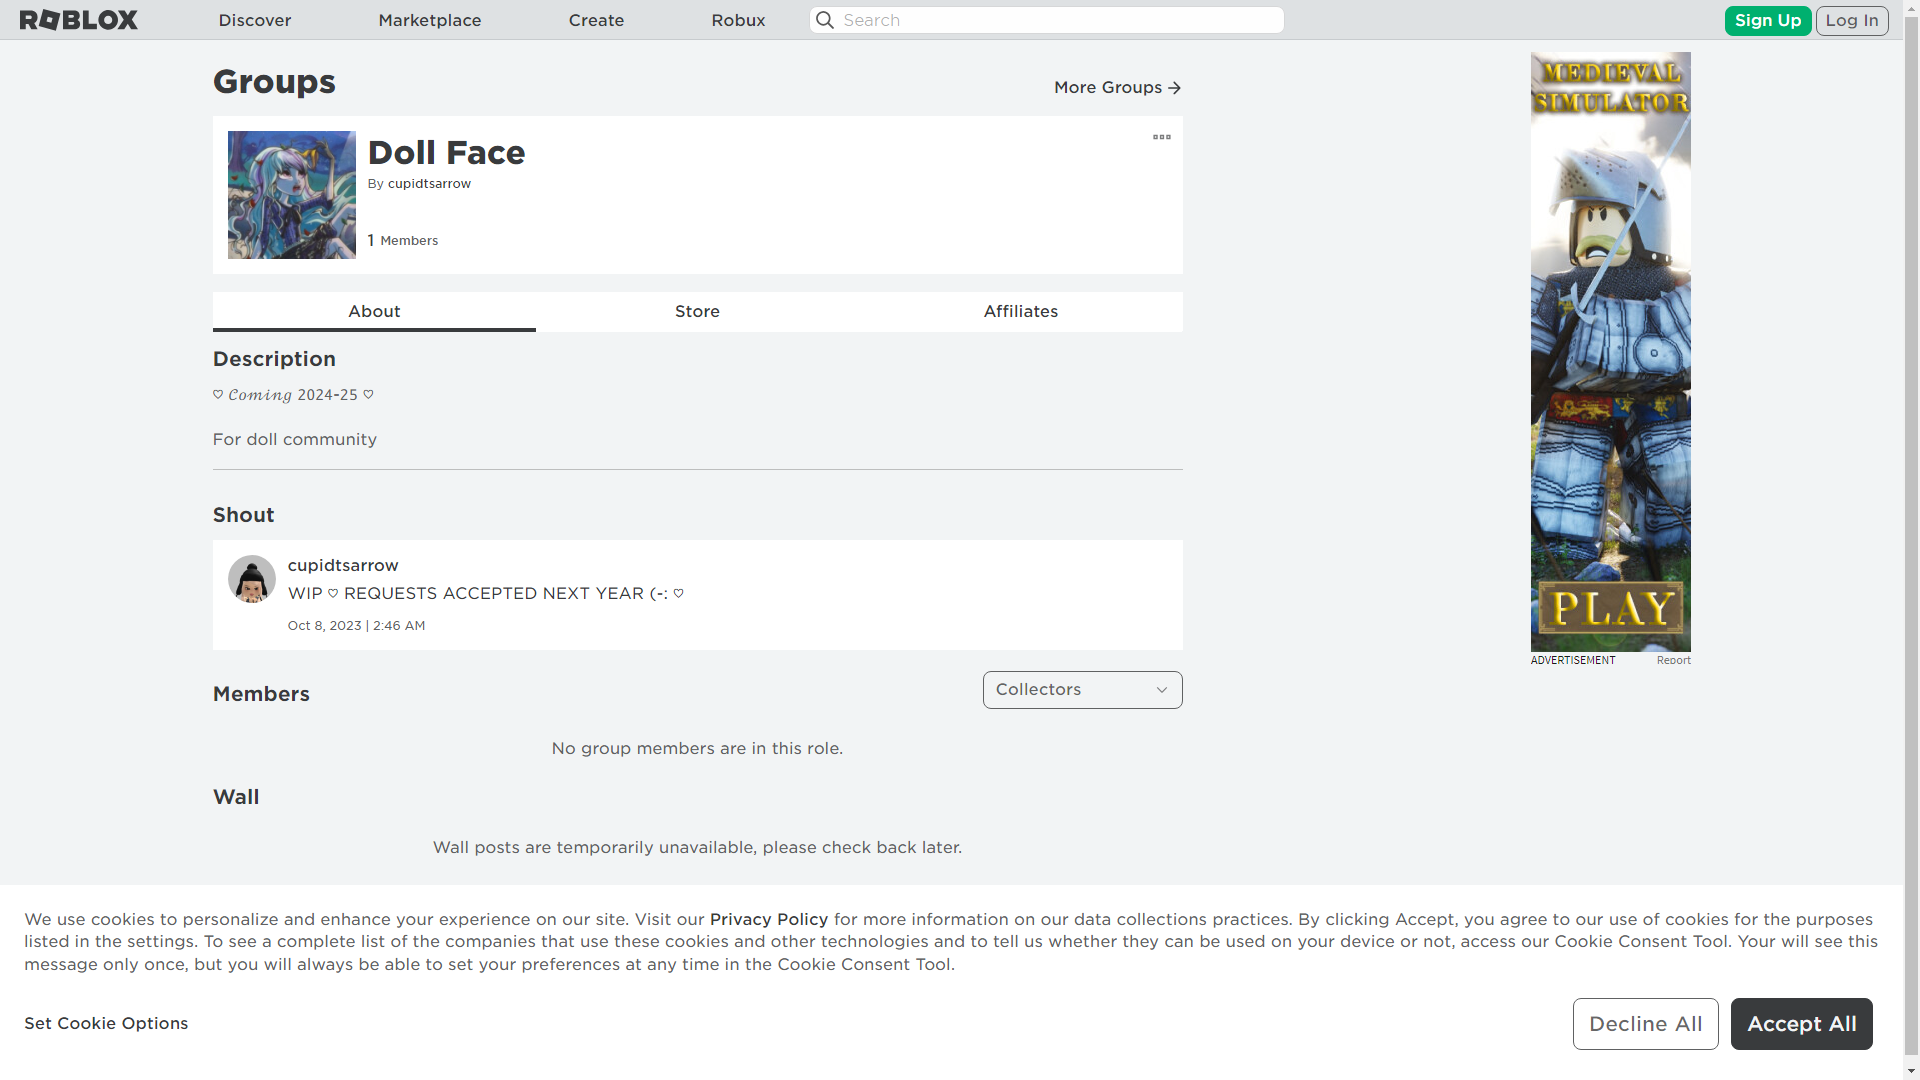 ROBLOX
Discover
Marketplace
Create
Robux
Search
Sign Up
Log In
Groups
More Groups →
Doll Face
By cupidtsarrow
1 Members
About
Store
Affiliates
Description
♡ 𝓒𝓸𝓶𝓲𝓷𝓰 2024-25 ♡
For doll community
Shout
cupidtsarrow
WIP ♡ REQUESTS ACCEPTED NEXT YEAR (-: ♡
Oct 8, 2023 | 2:46 AM
Members
Collectors
No group members are in this role.
Wall
Wall posts are temporarily unavailable, please check back later.
MEDIEVAL
SIMULATOR
PLAY
ADVERTISEMENT
Report
We use cookies to personalize and enhance your experience on our site. Visit our Privacy Policy for more information on our data collections practices. By clicking Accept, you agree to our use of cookies for the purposes
listed in the settings. To see a complete list of the companies that use these cookies and other technologies and to tell us whether they can be used on your device or not, access our Cookie Consent Tool. Your will see this
message only once, but you will always be able to set your preferences at any time in the Cookie Consent Tool.
Set Cookie Options
Decline All
Accept All